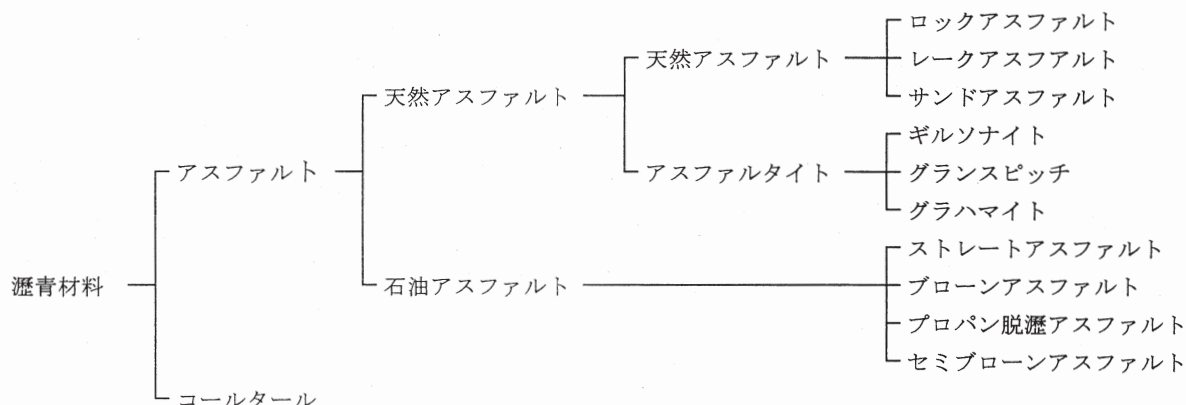 ロックアスファルト
天然アスファルト
レークアスフアルト
天然アスファルト
サンドアスファルト
ギルソナイト
アスファルト
アスファルタイト
グランスピッチ
グラハマイト
ストレートアスファルト
瀝青材料
石油アスファルト
ブローンアスファルト
プロパン脱瀝アスファルト
セミブローンアスファルト
コールタール